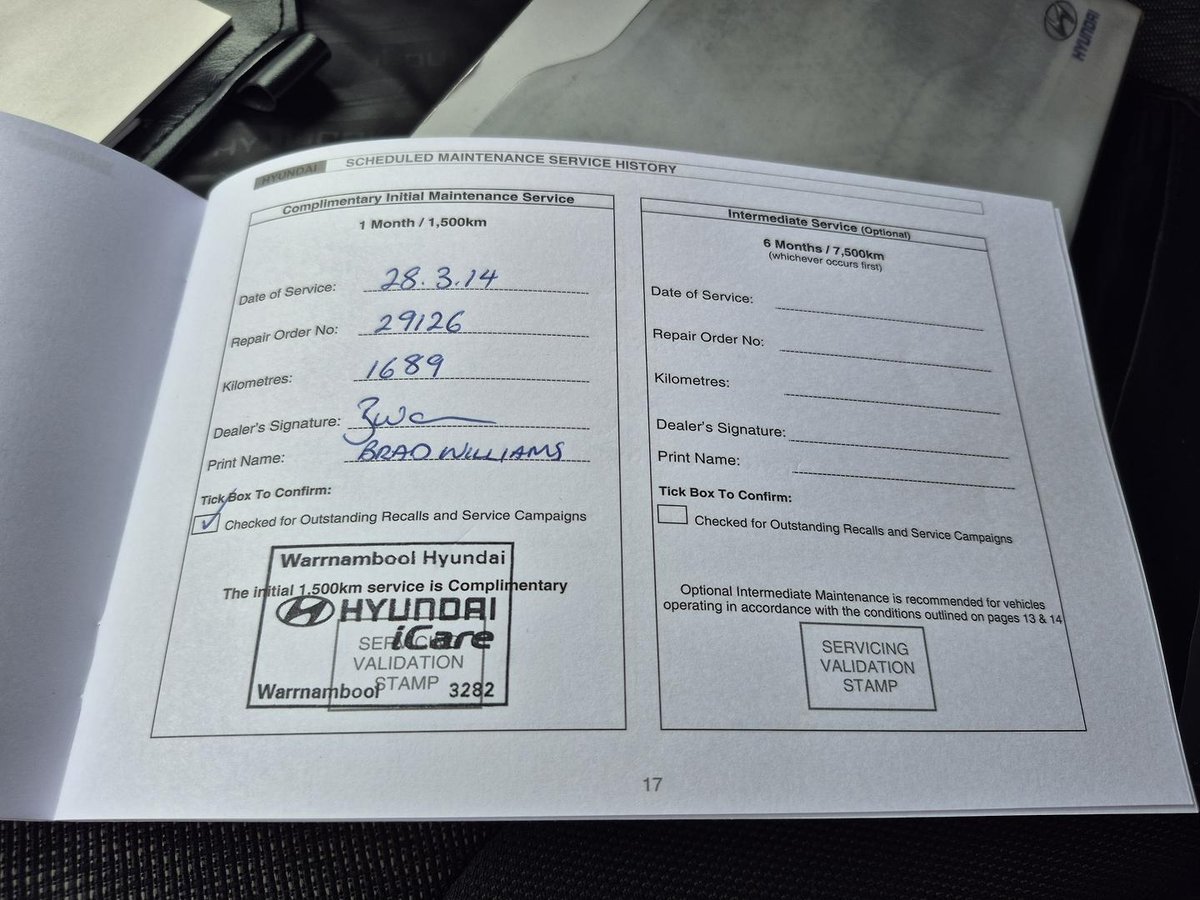 HYUNDAI
HYUNDAI SCHEDULED MAINTENANCE SERVICE HISTORY
Complimentary Initial Maintenance Service
1 Month / 1,500km
Date of Service: 28.3.14
Repair Order No: 29126
Kilometres: 1689
Dealer's Signature:
Print Name: BRAD WILLIAMS
Tick Box To Confirm:
Checked for Outstanding Recalls and Service Campaigns
Warrnambool Hyundai
The initial 1,500km service is Complimentary
HYUNDAI
iCare
SERVICING
VALIDATION
STAMP
Warrnambool 3282
Intermediate Service (Optional)
6 Months / 7,500km
(whichever occurs first)
Date of Service:
Repair Order No:
Kilometres:
Dealer's Signature:
Print Name:
Tick Box To Confirm:
Checked for Outstanding Recalls and Service Campaigns
Optional Intermediate Maintenance is recommended for vehicles
operating in accordance with the conditions outlined on pages 13 & 14
SERVICING
VALIDATION
STAMP
17